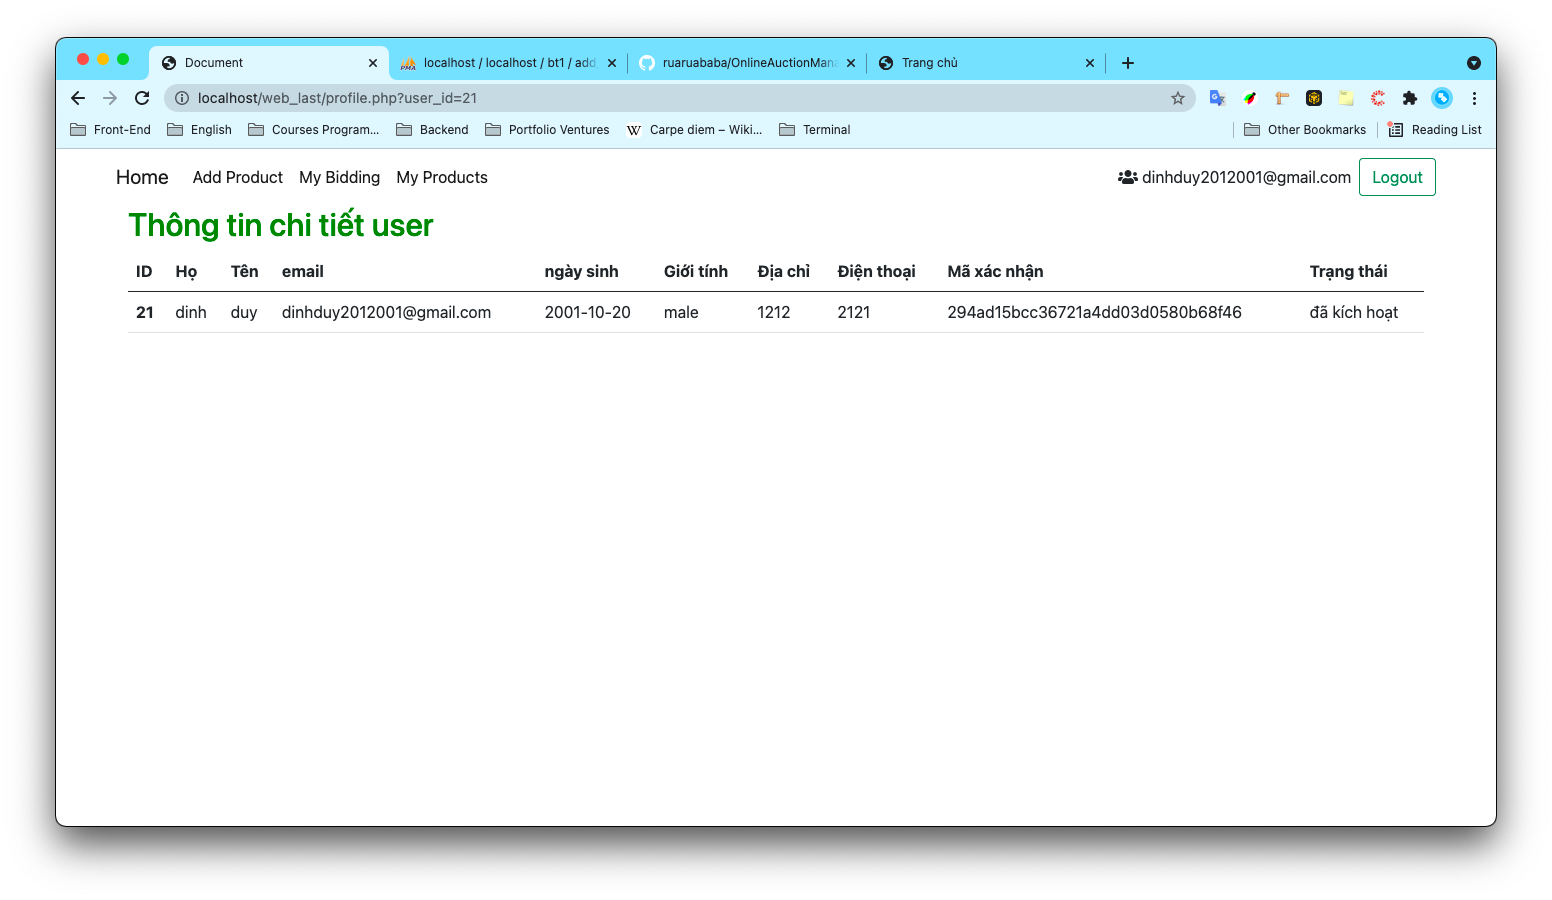 Document
localhost / localhost / bt1 / add
ruaruababa/OnlineAuctionMana
Trang chủ
localhost/web_last/profile.php?user_id=21
Front-End English Courses Program... Backend Portfolio Ventures W Carpe diem – Wiki... Terminal Other Bookmarks Reading List
Home Add Product My Bidding My Products dinhduy2012001@gmail.com Logout
Thông tin chi tiết user
ID Họ Tên email ngày sinh Giới tính Địa chỉ Điện thoại Mã xác nhận Trạng thái
21 dinh duy dinhduy2012001@gmail.com 2001-10-20 male 1212 2121 294ad15bcc36721a4dd03d0580b68f46 đã kích hoạt